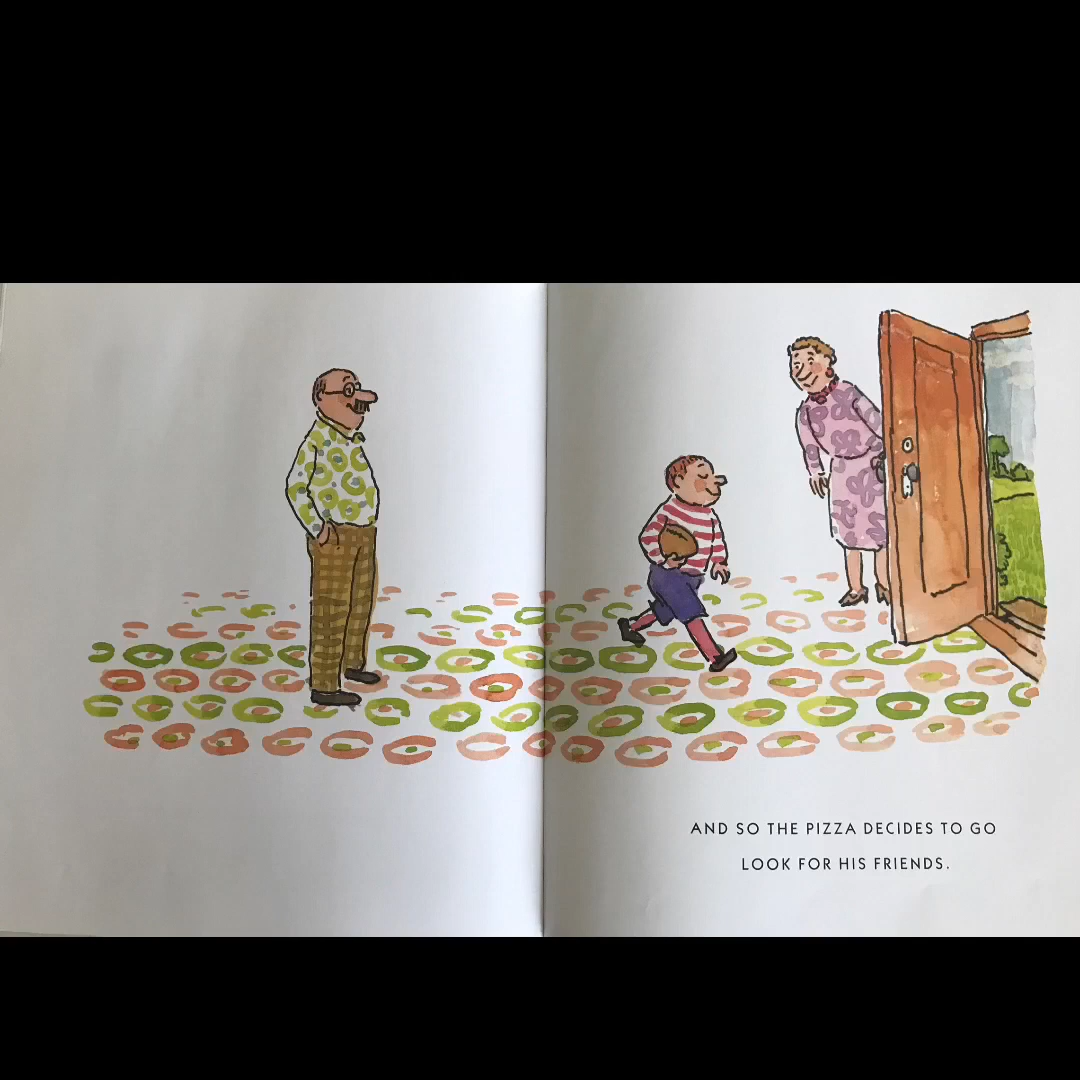 AND SO THE PIZZA DECIDES TO GO
LOOK FOR HIS FRIENDS.